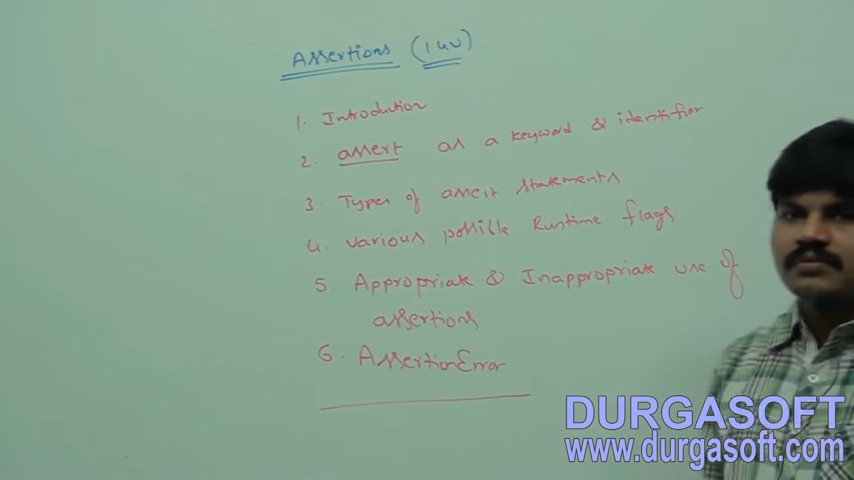 Assertions (1.4V)
1. Introduction
2. assert as a keyword & identifier
3. Types of assert statements
4. various possible Runtime flags
5. Appropriate & Inappropriate use of
assertions
6. AssertionError
DURGASOFT
www.durgasoft.com